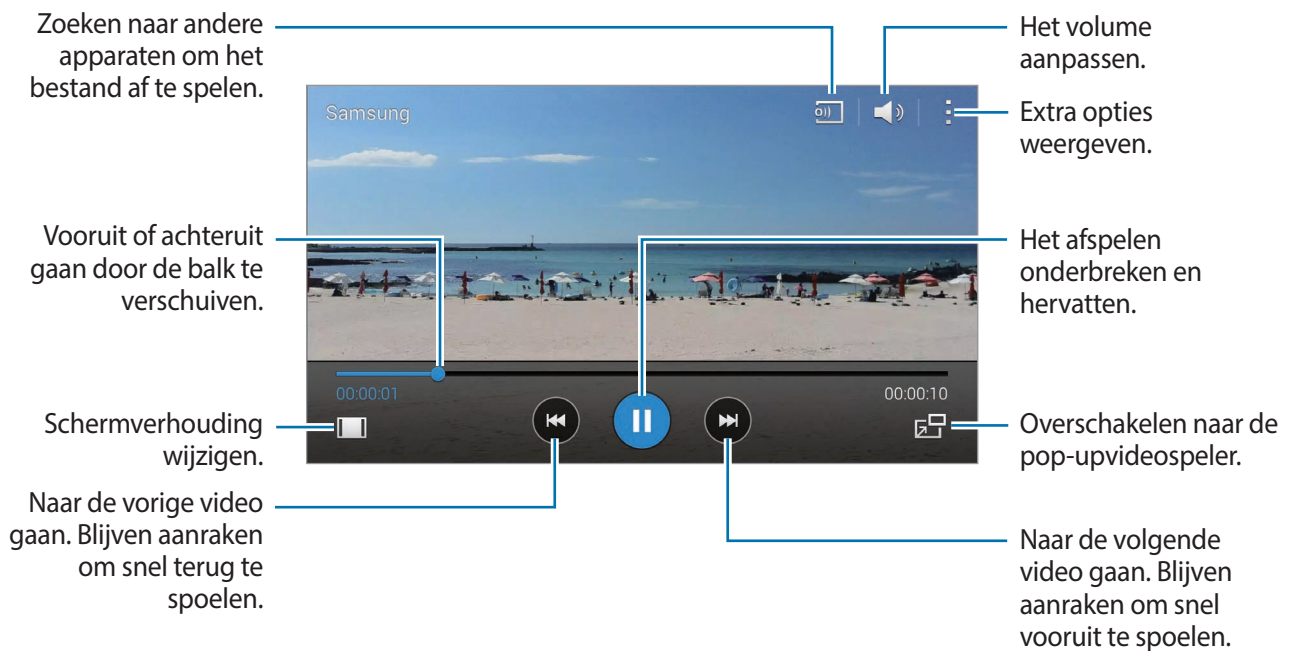 Zoeken naar andere
apparaten om het
bestand af te spelen.
Het volume
aanpassen.
Extra opties
weergeven.
Samsung
Vooruit of achteruit
gaan door de balk te
verschuiven.
Het afspelen
onderbreken en
hervatten.
00:00:01
00:00:10
Schermverhouding
wijzigen.
Overschakelen naar de
pop-upvideospeler.
Naar de vorige video
gaan. Blijven aanraken
om snel terug te
spoelen.
Naar de volgende
video gaan. Blijven
aanraken om snel
vooruit te spoelen.